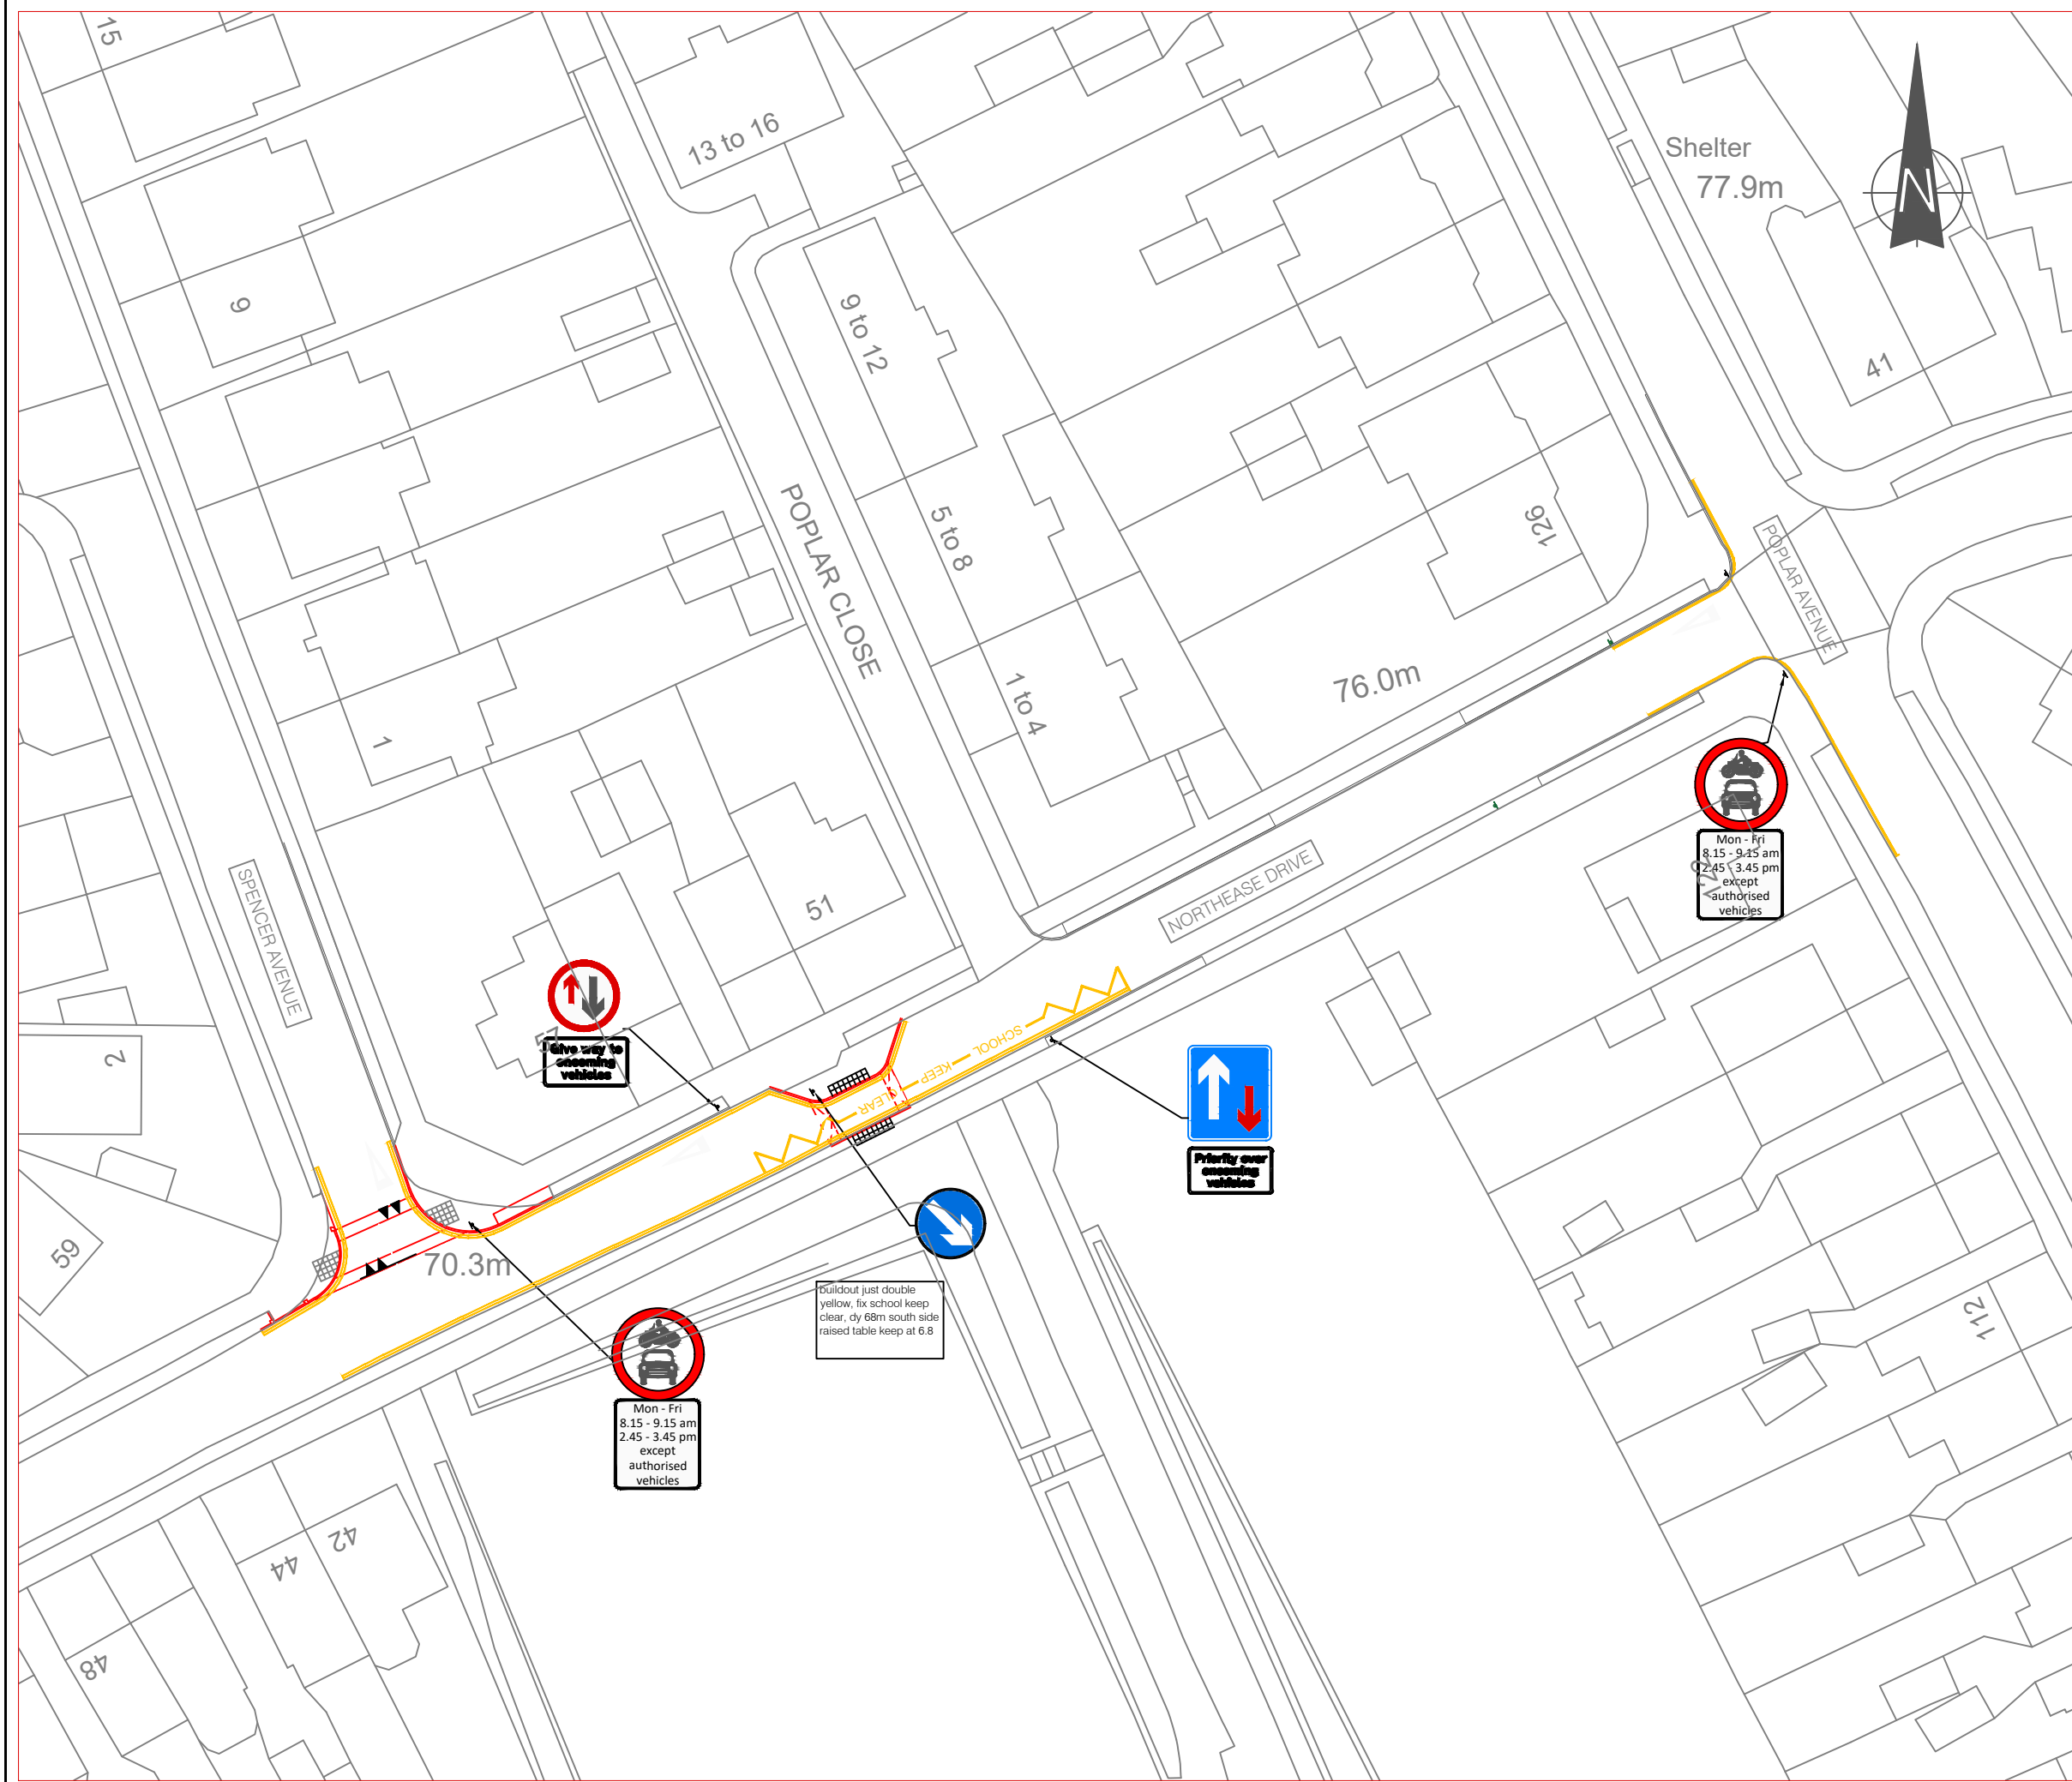 15
13 to 16
Shelter
77.9m
N
9
9 to 12
41
POPLAR CLOSE
5 to 8
126
POPLAR AVENUE
1
1 to 4
76.0m
SPENCER AVENUE
51
NORTHEASE DRIVE
Mon - Fri
8.15 - 9.15 am
2.45 - 3.45 pm
except
authorised
vehicles
122
57
Give way to
oncoming
vehicles
2
SCHOOL
KEEP
CLEAR
Priority over
oncoming
vehicles
59
70.3m
buildout just double
yellow, fix school keep
clear, dy 68m south side
raised table keep at 6.8
Mon - Fri
8.15 - 9.15 am
2.45 - 3.45 pm
except
authorised
vehicles
112
42
44
48